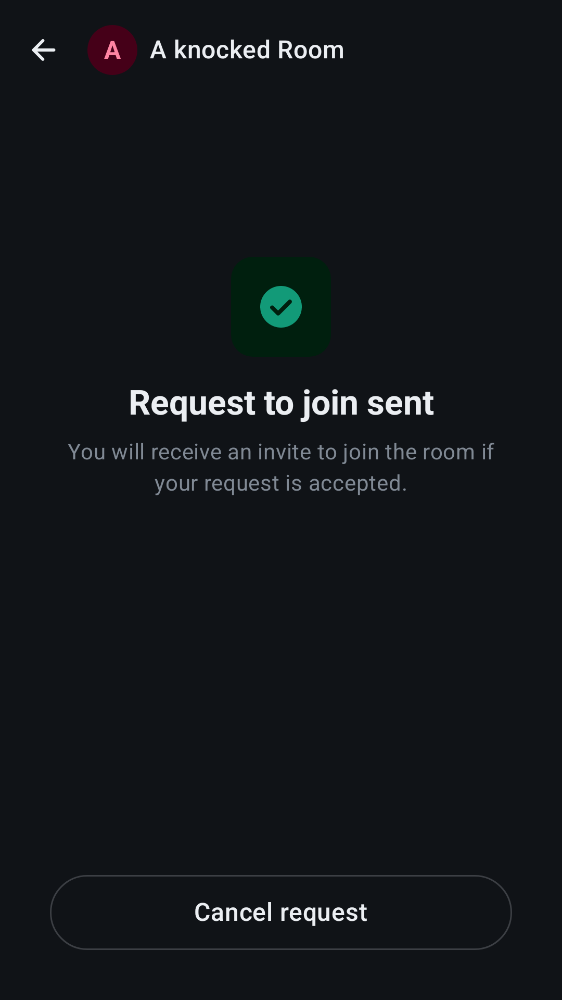 A
A knocked Room
Request to join sent
You will receive an invite to join the room if
your request is accepted.
Cancel request